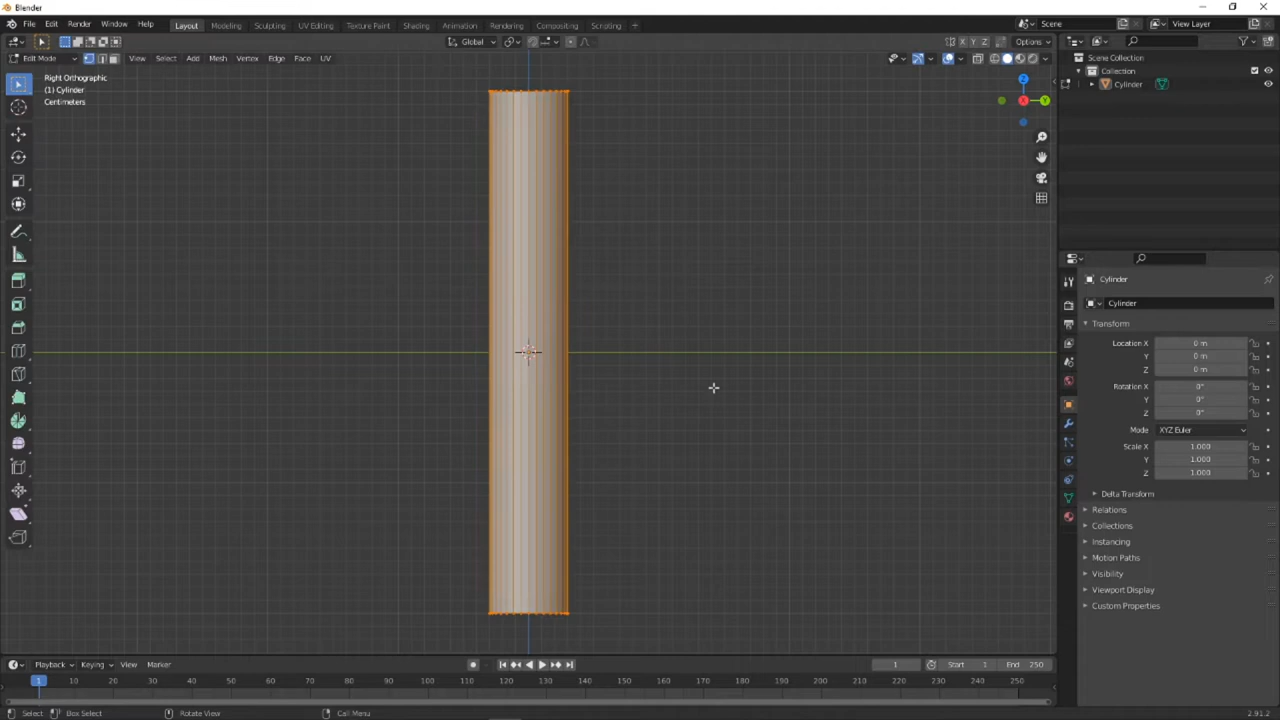 Blender
File Edit Render Window Help Layout Modeling Sculpting UV Editing Texture Paint Shading Animation Rendering Compositing Scripting + Scene View Layer
Global X Y Z Options
Edit Mode View Select Add Mesh Vertex Edge Face UV
Scene Collection
Collection
Cylinder
Right Orthographic
(1) Cylinder
Centimeters
Z
X
Y
Cylinder
Cylinder
Transform
Location X 0 m
Y 0 m
Z 0 m
Rotation X 0°
Y 0°
Z 0°
Mode XYZ Euler
Scale X 1.000
Y 1.000
Z 1.000
Delta Transform
Relations
Collections
Instancing
Motion Paths
Visibility
Viewport Display
Custom Properties
Playback Keying View Marker 1 Start 1 End 250
1 10 20 30 40 50 60 70 80 90 100 110 120 130 140 150 160 170 180 190 200 210 220 230 240 250
Select Box Select Rotate View Call Menu 2.91.2